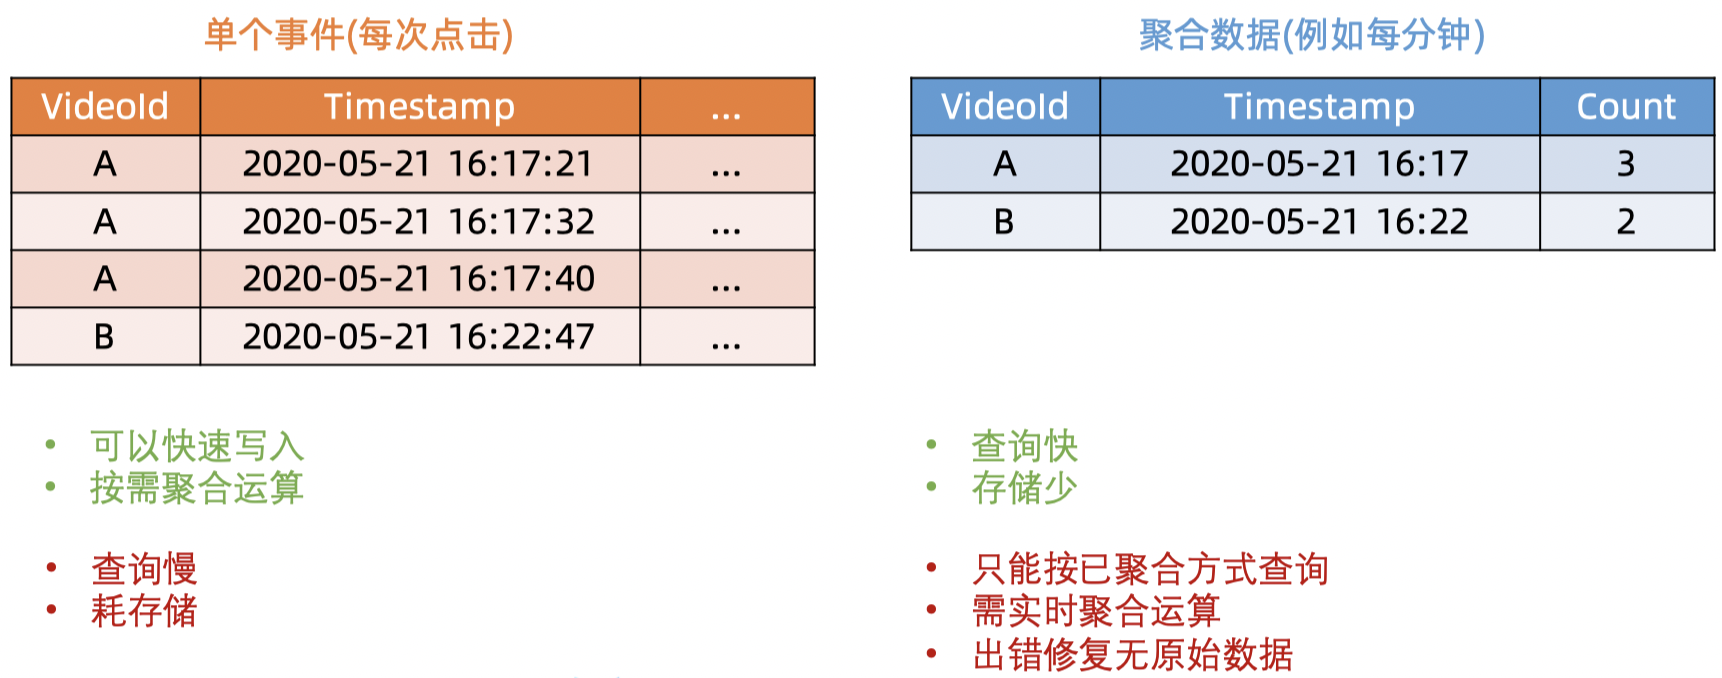 单个事件(每次点击)
VideoId Timestamp ...
A 2020-05-21 16:17:21 ...
A 2020-05-21 16:17:32 ...
A 2020-05-21 16:17:40 ...
B 2020-05-21 16:22:47 ...
• 可以快速写入
• 按需聚合运算
• 查询慢
• 耗存储
聚合数据(例如每分钟)
VideoId Timestamp Count
A 2020-05-21 16:17 3
B 2020-05-21 16:22 2
• 查询快
• 存储少
• 只能按已聚合方式查询
• 需实时聚合运算
• 出错修复无原始数据